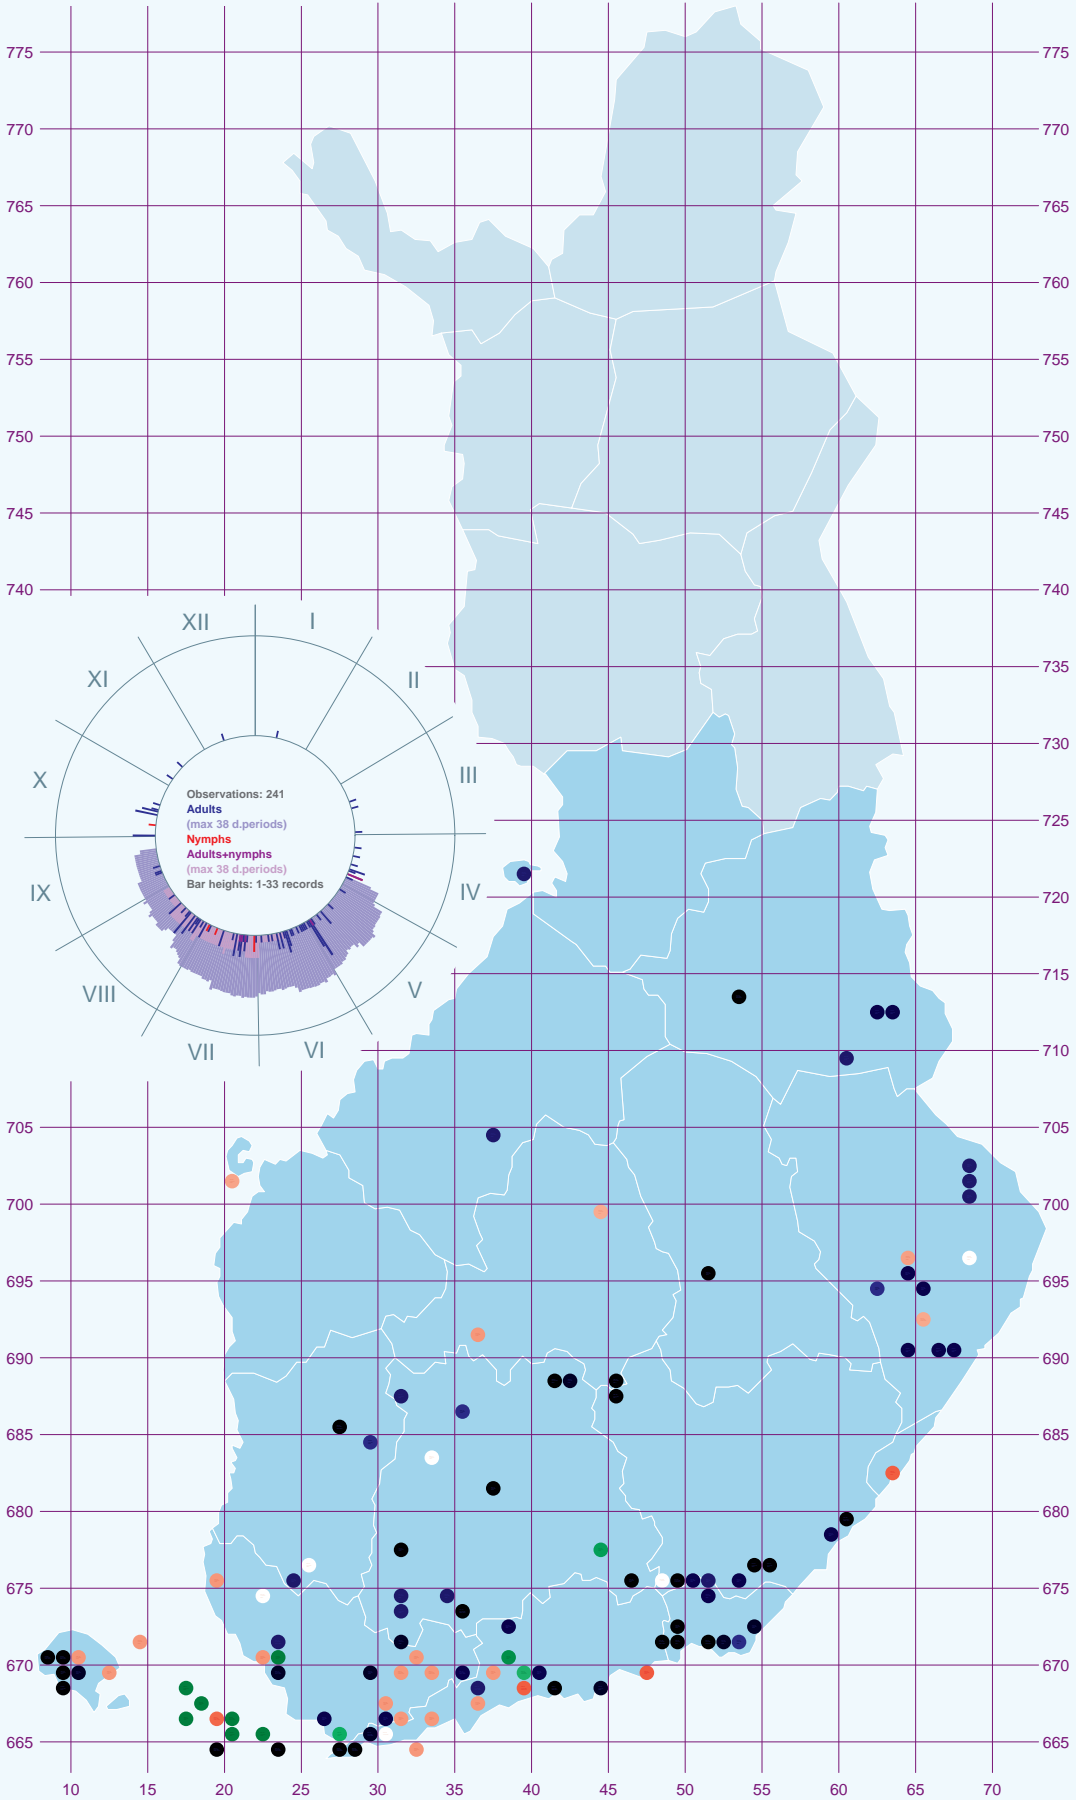 775 775
770 770
765 765
760 760
755 755
750 750
745 745
740 740
XII I
735
XI II
730
X III
Observations: 241
Adults
(max 38 d.periods)
Nymphs
Adults+nymphs
(max 38 d.periods)
Bar heights: 1-33 records
725
IX IV
720
VIII V
715
VII VI
710
705 705
700 700
695 695
690 690
685 685
680 680
675 675
670 670
665 665
10 15 20 25 30 35 40 45 50 55 60 65 70